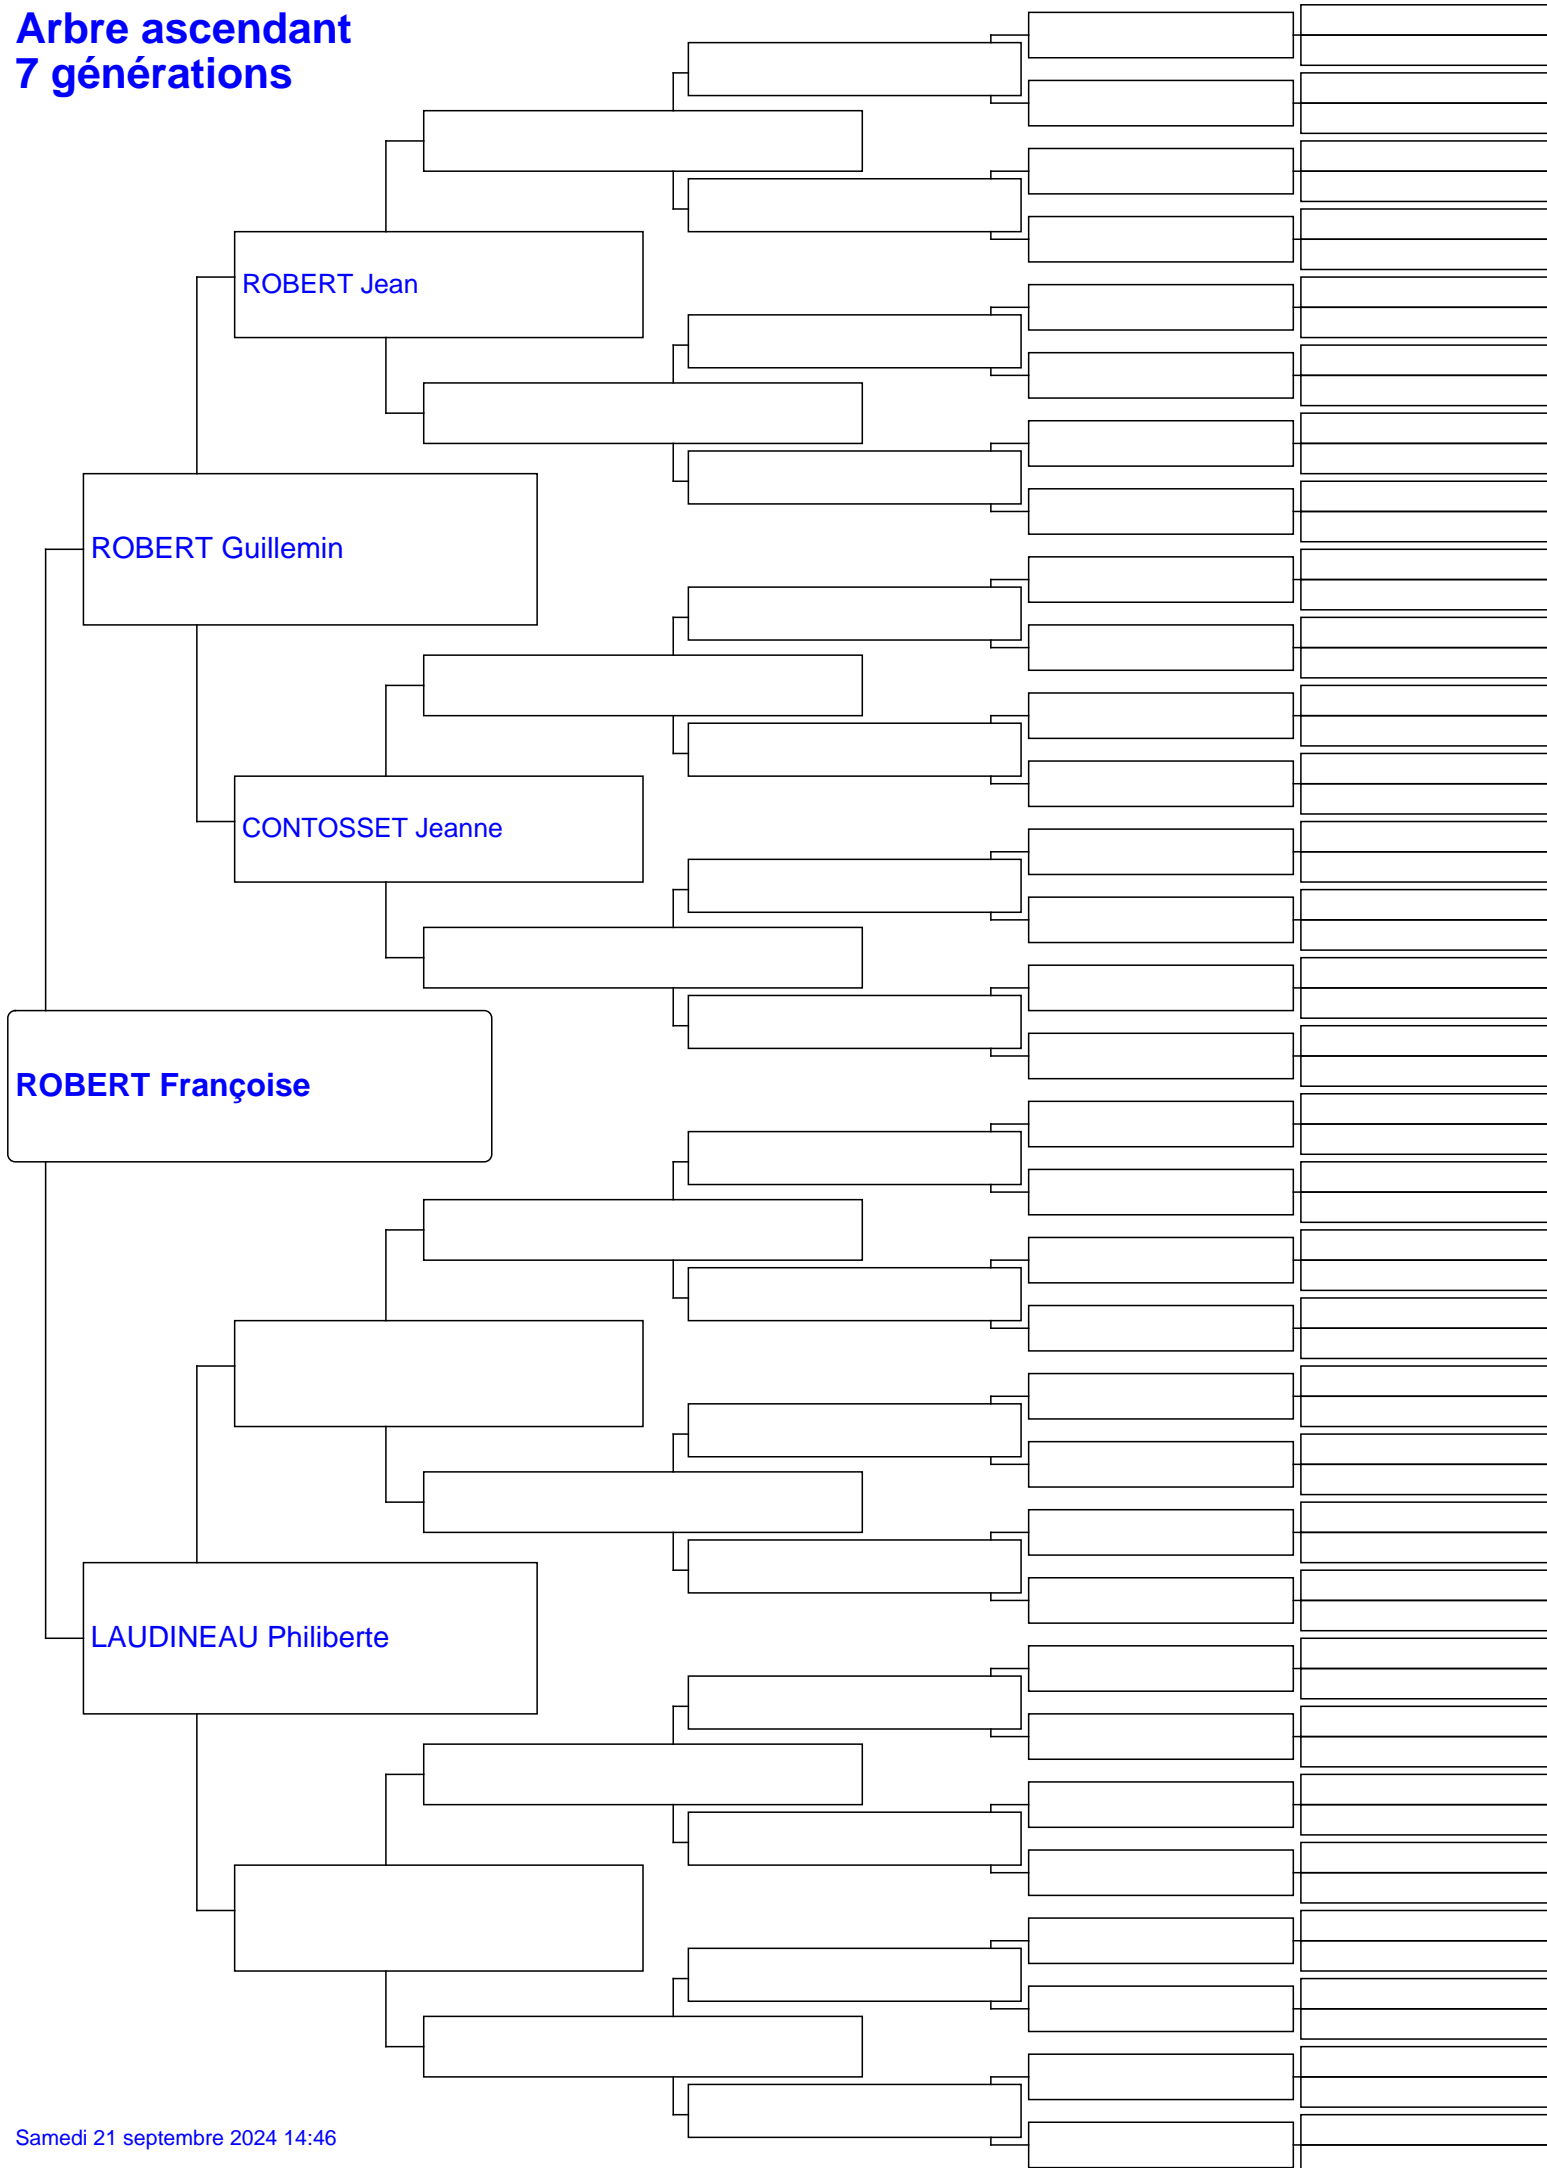 Arbre ascendant
7 générations
ROBERT Jean
ROBERT Guillemin
CONTOSSET Jeanne
ROBERT Françoise
LAUDINEAU Philiberte
Samedi 21 septembre 2024 14:46